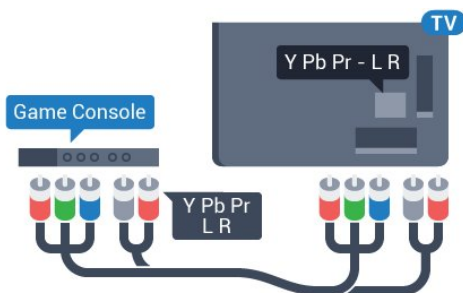 TV
Y Pb Pr - L R
Game Console
Y Pb Pr
L R